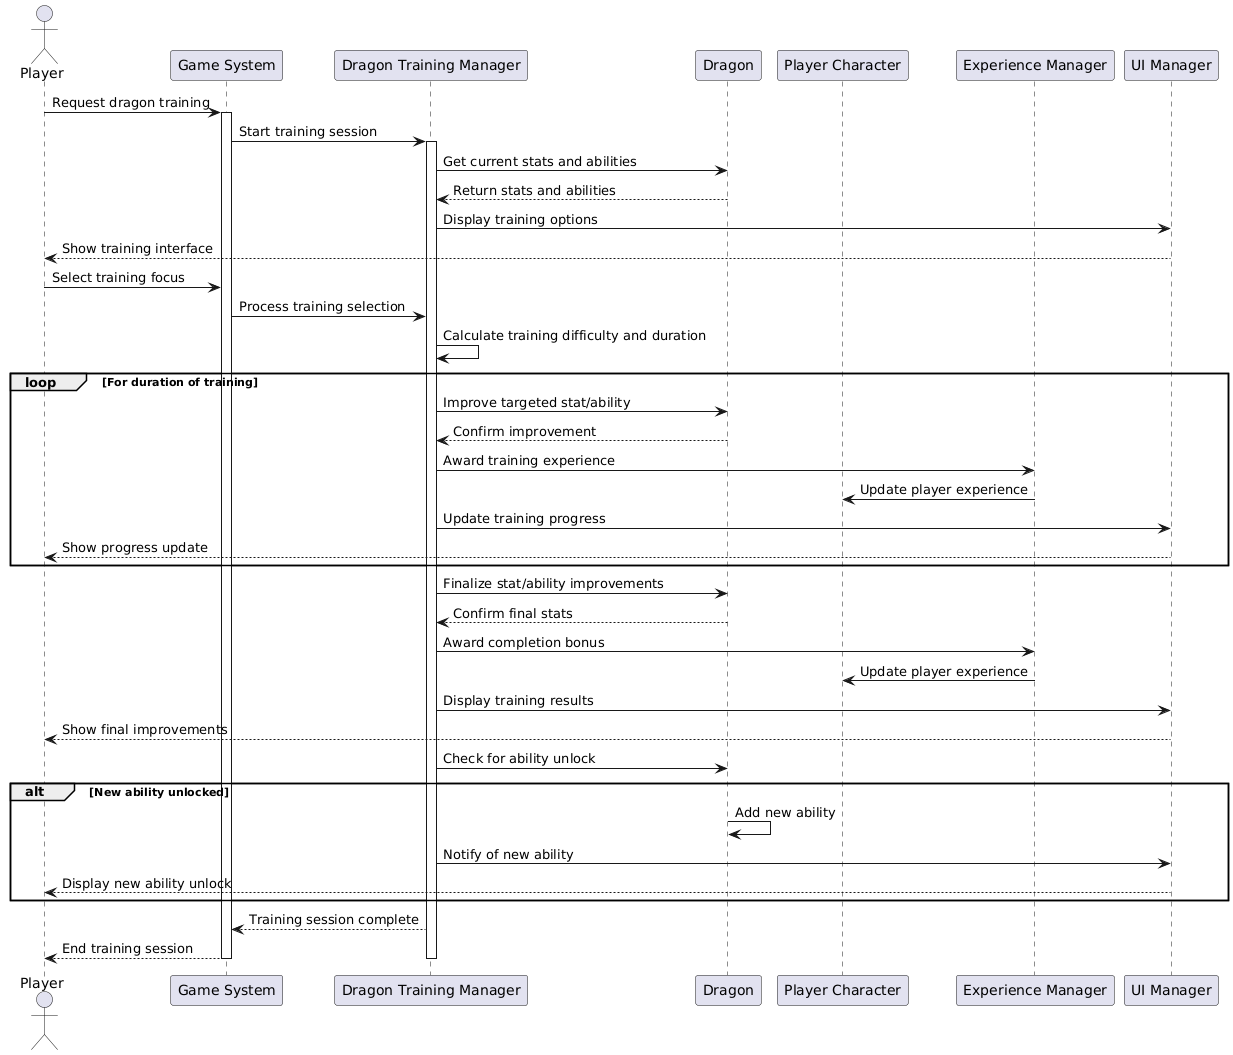 Player
Game System
Dragon Training Manager
Dragon
Player Character
Experience Manager
UI Manager
Request dragon training
Start training session
Get current stats and abilities
Return stats and abilities
Display training options
Show training interface
Select training focus
Process training selection
Calculate training difficulty and duration
loop [For duration of training]
Improve targeted stat/ability
Confirm improvement
Award training experience
Update player experience
Update training progress
Show progress update
Finalize stat/ability improvements
Confirm final stats
Award completion bonus
Update player experience
Display training results
Show final improvements
Check for ability unlock
alt [New ability unlocked]
Add new ability
Notify of new ability
Display new ability unlock
Training session complete
End training session
Player
Game System
Dragon Training Manager
Dragon
Player Character
Experience Manager
UI Manager